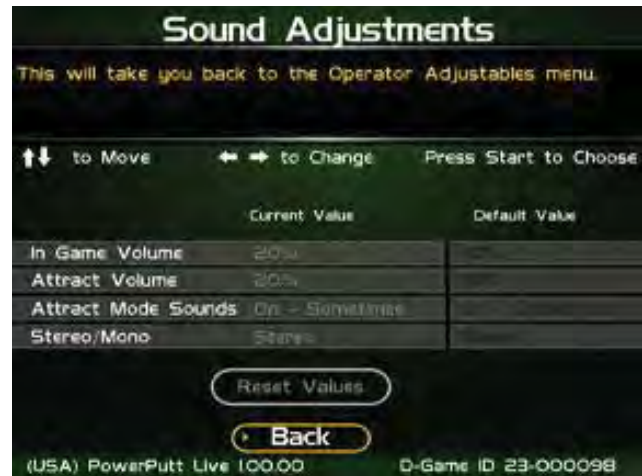 Sound Adjustments
This will take you back to the Operator Adjustables menu.
to Move to Change Press Start to Choose
Current Value Default Value
In Game Volume 20%
Attract Volume 20%
Attract Mode Sounds On - Sometimes
Stereo/Mono Stereo
Reset Values
Back
(USA) PowerPutt Live 1.00.00 D-Game ID 23-000098